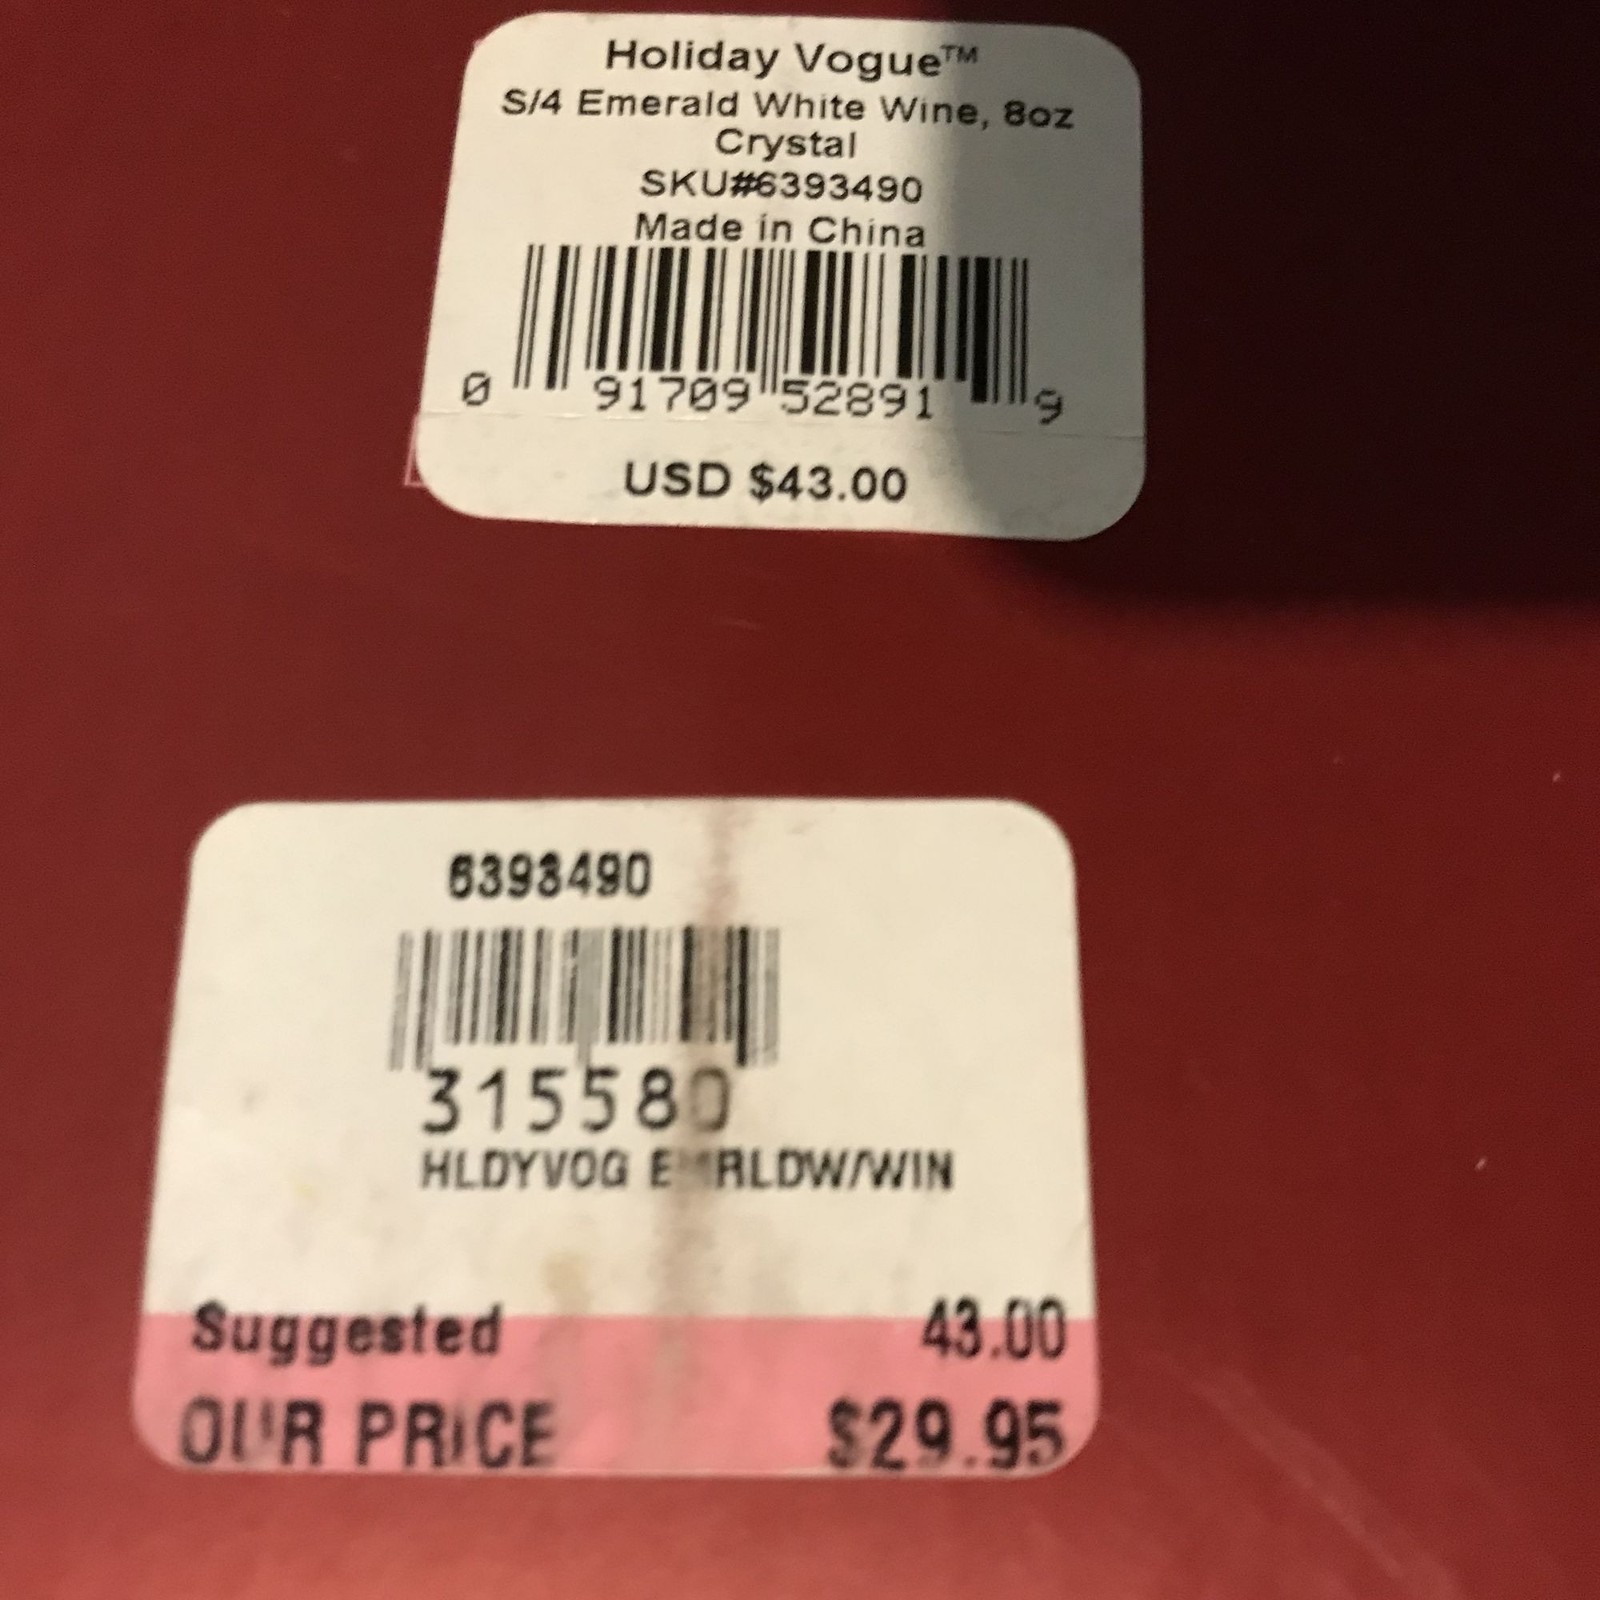 Holiday Vogue™
S/4 Emerald White Wine, 8oz
Crystal
SKU#6393490
Made in China
0 91709 52891 9
USD $43.00
6393490
315580
HLDYVOG EMRLDW/WIN
Suggested 43.00
OUR PRICE $29.95